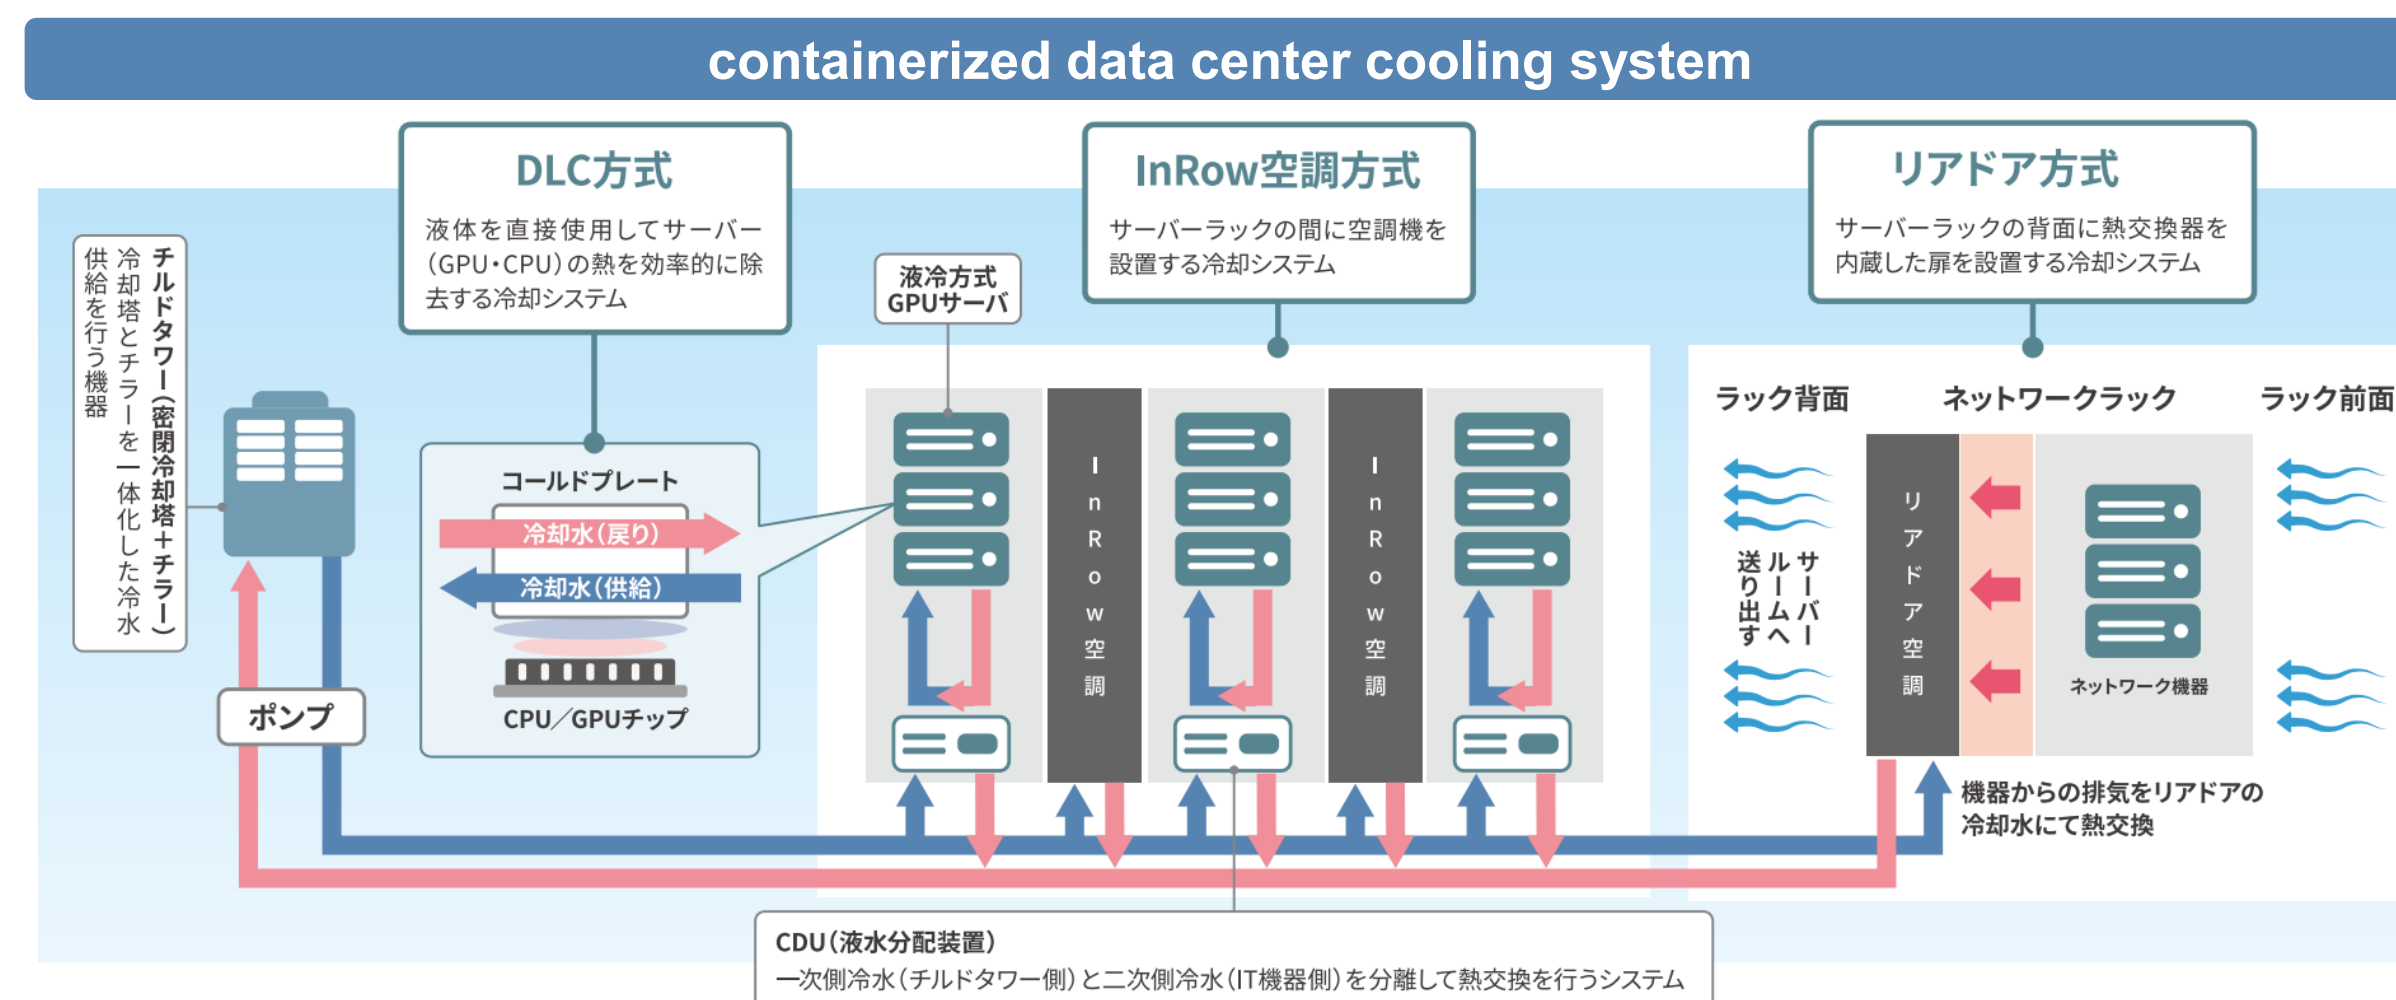 containerized data center cooling system
DLC方式
液体を直接使用してサーバー
（GPU・CPU）の熱を効率的に除
去する冷却システム
InRow空調方式
サーバーラックの間に空調機を
設置する冷却システム
リアドア方式
サーバーラックの背面に熱交換器を
内蔵した扉を設置する冷却システム
チルドタワー（密閉冷却塔＋チラー）
冷却塔とチラーを一体化した冷水
供給を行う機器
液冷方式
GPUサーバ
ポンプ
コールドプレート
冷却水（戻り）
冷却水（供給）
CPU／GPUチップ
InRow空調
InRow空調
ラック背面
ネットワークラック
ラック前面
サーバー
ルームへ
送り出す
リアドア空調
ネットワーク機器
機器からの排気をリアドアの
冷却水にて熱交換
CDU（液水分配装置）
一次側冷水（チルドタワー側）と二次側冷水（IT機器側）を分離して熱交換を行うシステム